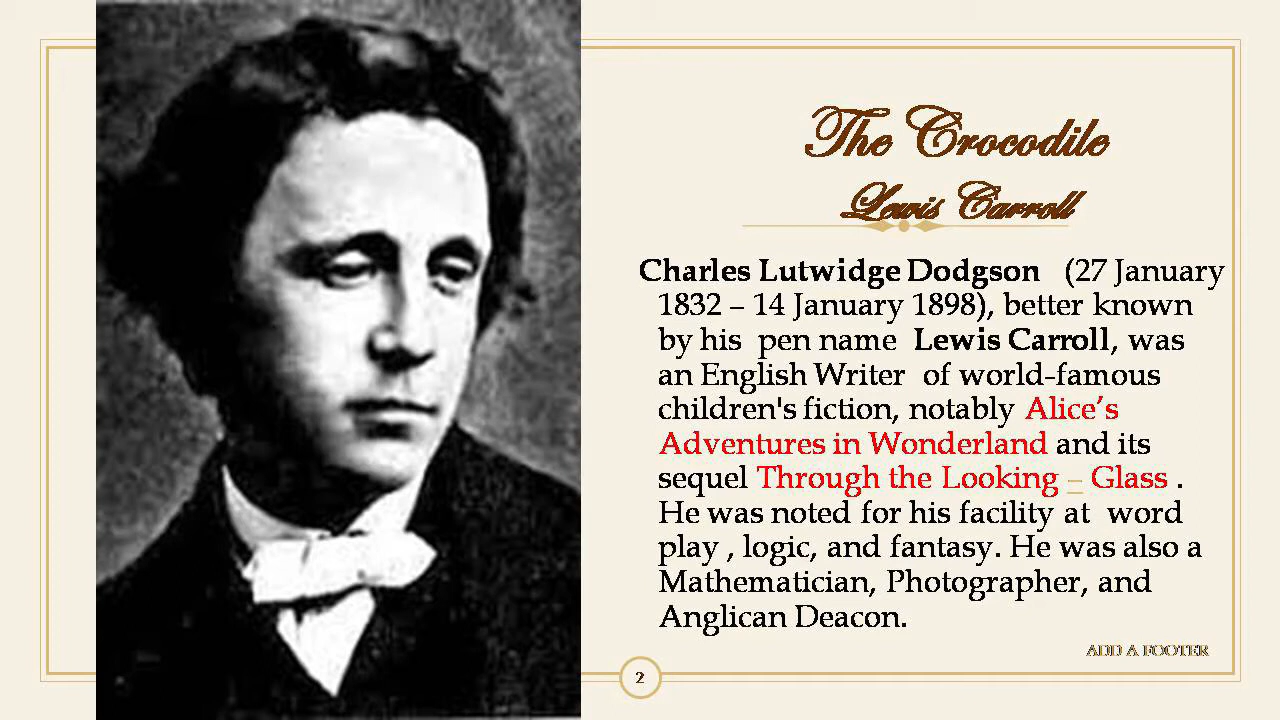 The Crocodile
Lewis Carroll
Charles Lutwidge Dodgson (27 January
1832 – 14 January 1898), better known
by his pen name Lewis Carroll, was
an English Writer of world-famous
children's fiction, notably Alice’s
Adventures in Wonderland and its
sequel Through the Looking – Glass .
He was noted for his facility at word
play , logic, and fantasy. He was also a
Mathematician, Photographer, and
Anglican Deacon.
ADD A FOOTER
2